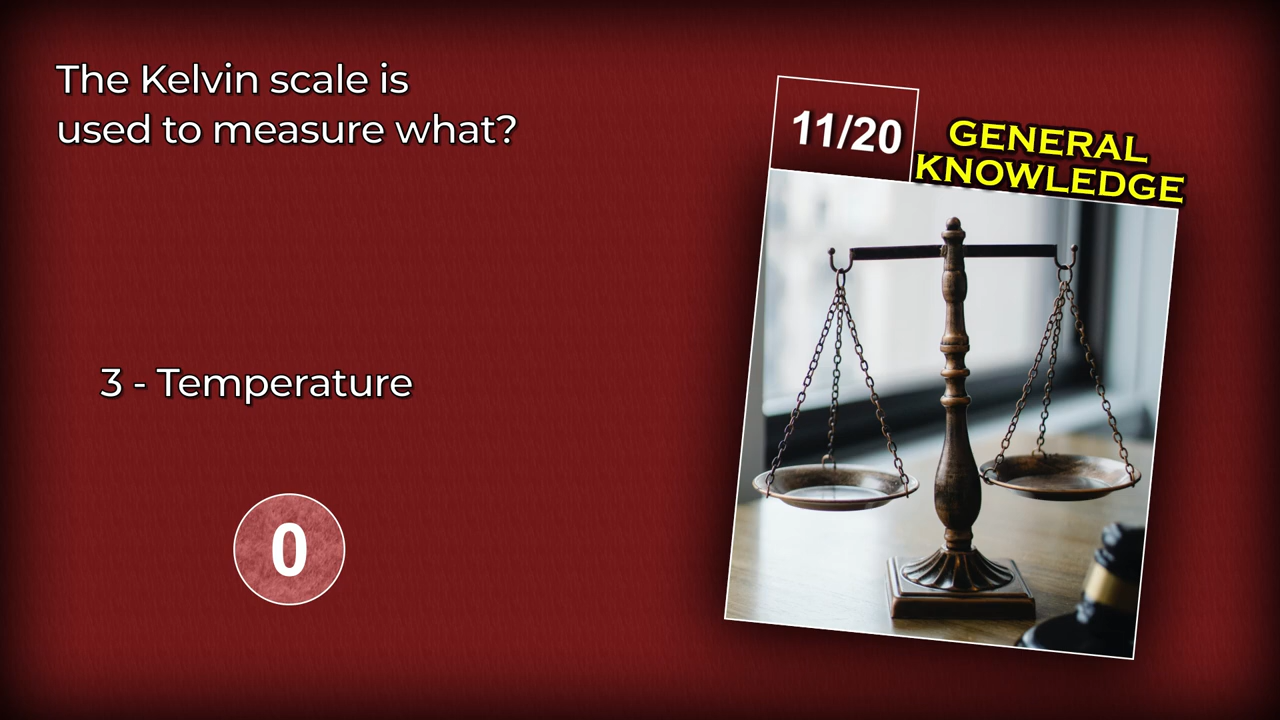 The Kelvin scale is
used to measure what?
11/20
GENERAL
KNOWLEDGE
3 - Temperature
0